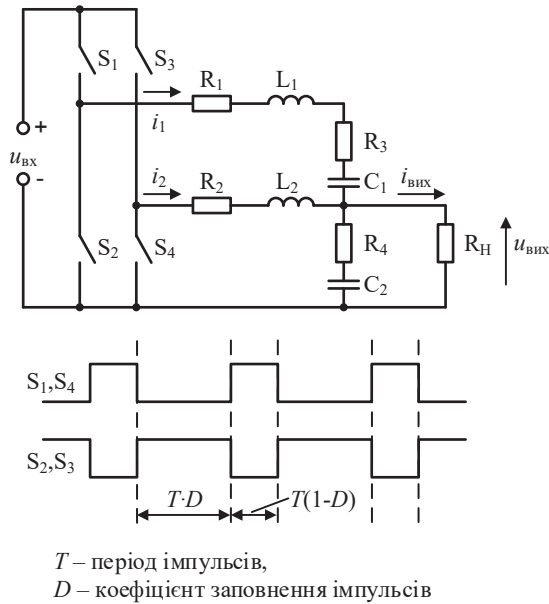 S₁ S₃
R₁ L₁
i₁
R₃
+
uвх
-
C₁
i₂ R₂ L₂ iвих
S₂ S₄
R₄ RН uвих
C₂
S₁,S₄
S₂,S₃
T·D T(1-D)
T – період імпульсів,
D – коефіцієнт заповнення імпульсів